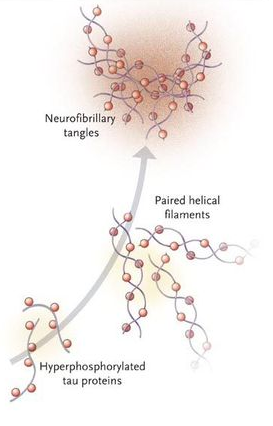 Neurofibrillary
tangles
Paired helical
filaments
Hyperphosphorylated
tau proteins